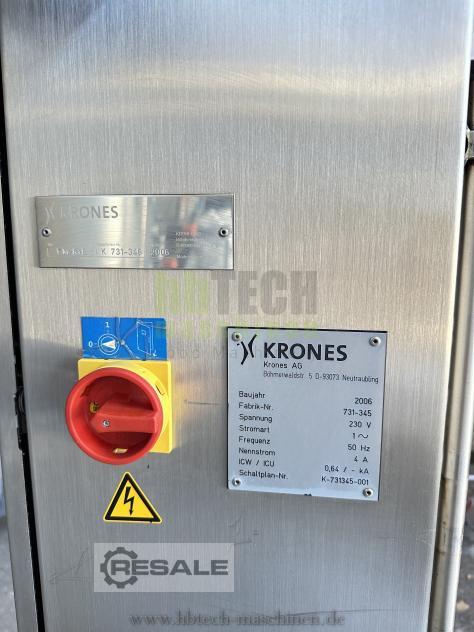 KRONES
K 731-345 2006
HBTECH
1
0
KRONES
Krones AG
Böhmerwaldstr. 5 D-93073 Neutraubling
Baujahr 2006
Fabrik-Nr. 731-345
Spannung 230 V
Stromart 1 ~
Frequenz 50 Hz
Nennstrom 4 A
ICW / ICU 0,64 / - kA
Schaltplan-Nr. K-731345-001
RESALE
www.hbtech-maschinen.de